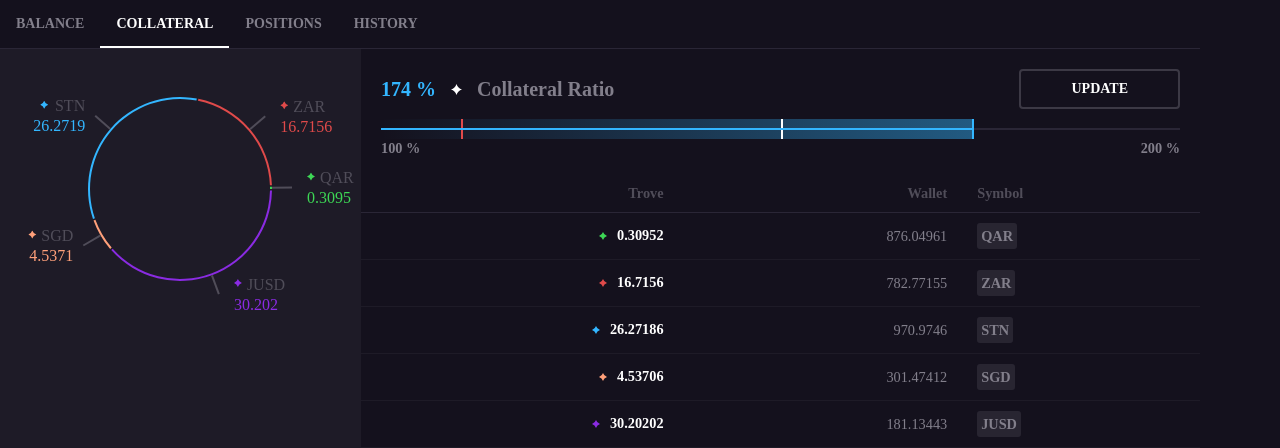 BALANCE COLLATERAL POSITIONS HISTORY
STN
26.2719
ZAR
16.7156
QAR
0.3095
SGD
4.5371
JUSD
30.202
174 % Collateral Ratio UPDATE
100 % 200 %
Trove Wallet Symbol
0.30952 876.04961 QAR
16.7156 782.77155 ZAR
26.27186 970.9746 STN
4.53706 301.47412 SGD
30.20202 181.13443 JUSD